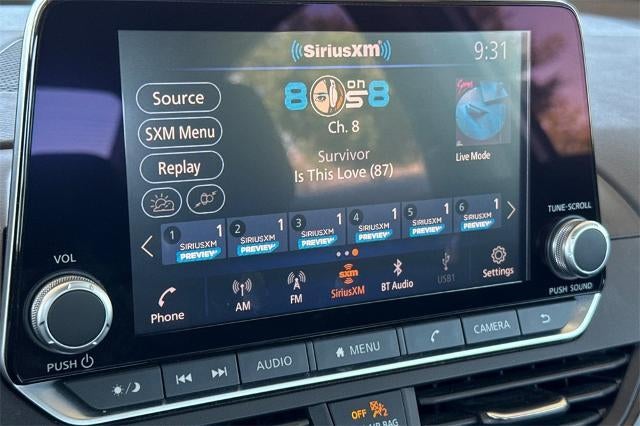 ((SiriusXM))
9:31
8 on 8
Ch. 8
Source
SXM Menu
Replay
Survivor
Is This Love (87)
Live Mode
1 SIRIUSXM PREVIEW 1
2 SIRIUSXM PREVIEW 1
3 SIRIUSXM PREVIEW 1
4 SIRIUSXM PREVIEW 1
5 SIRIUSXM PREVIEW 1
6 SIRIUSXM PREVIEW 1
Phone
AM
FM
sxm
SiriusXM
BT Audio
USB1
Settings
VOL
PUSH
TUNE-SCROLL
PUSH SOUND
AUDIO
MENU
CAMERA
OFF 2
BAG